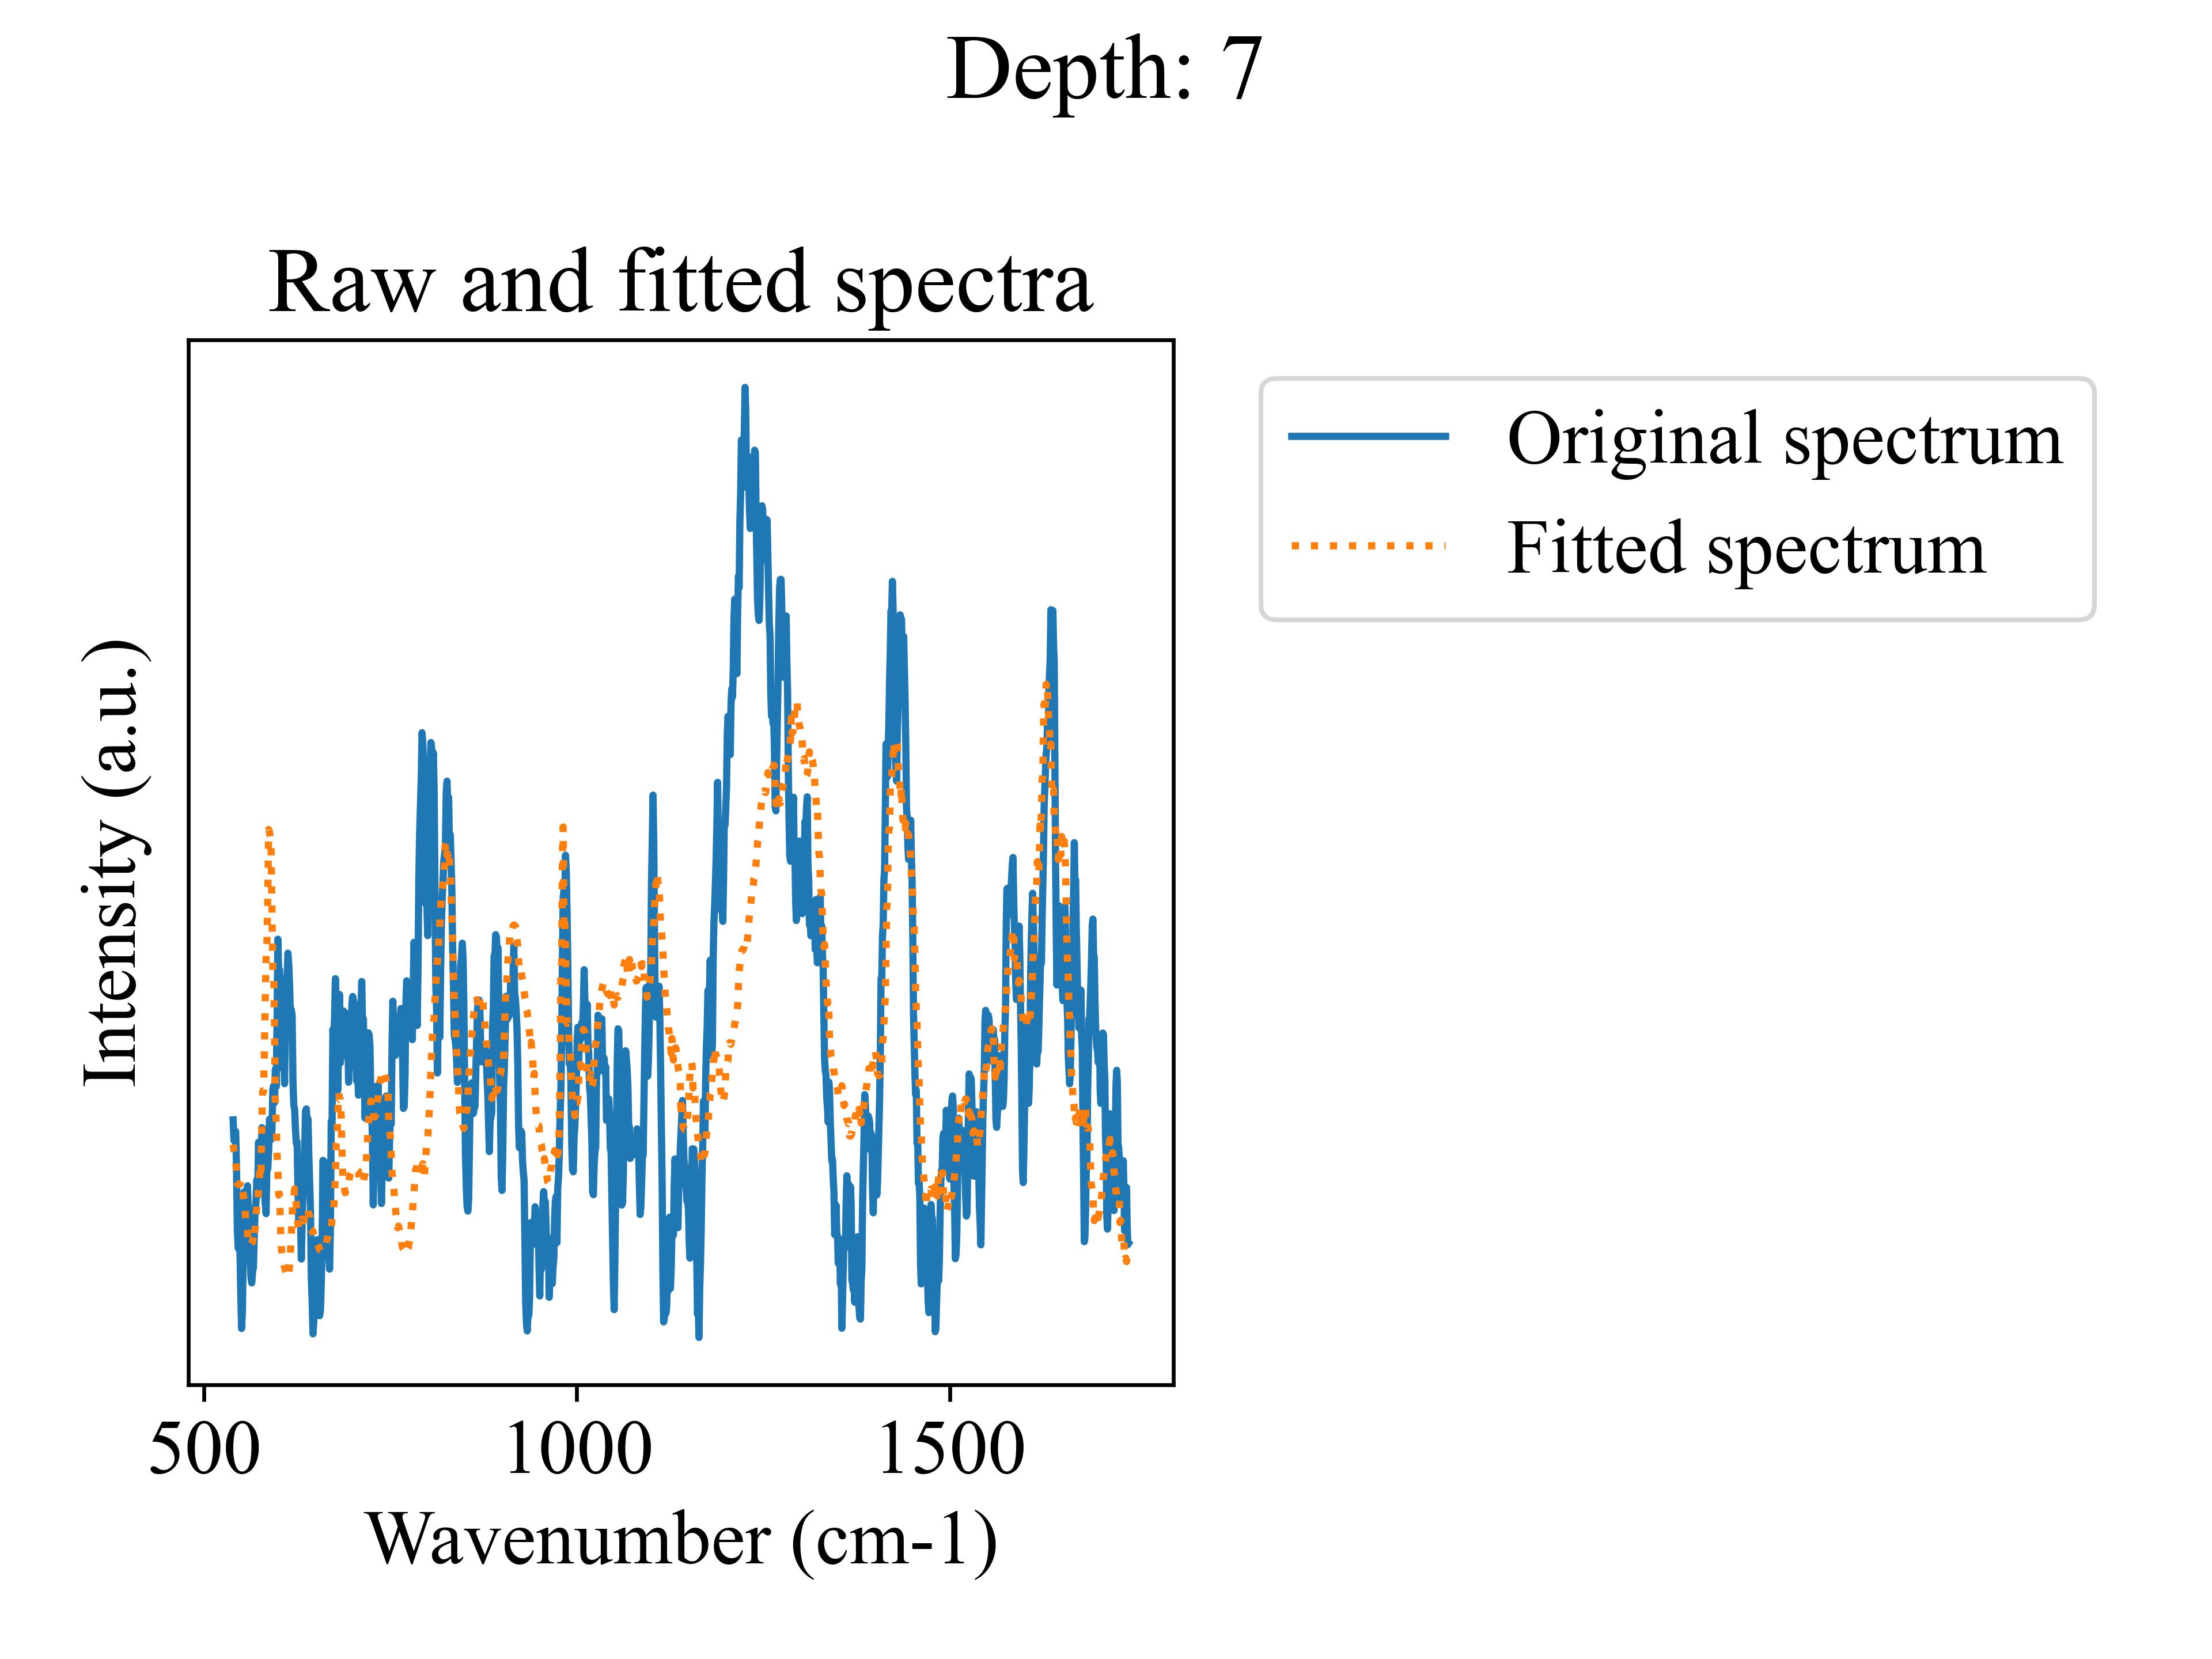 Depth: 7
Raw and fitted spectra
Original spectrum
Fitted spectrum
Intensity (a.u.)
500 1000 1500
Wavenumber (cm-1)